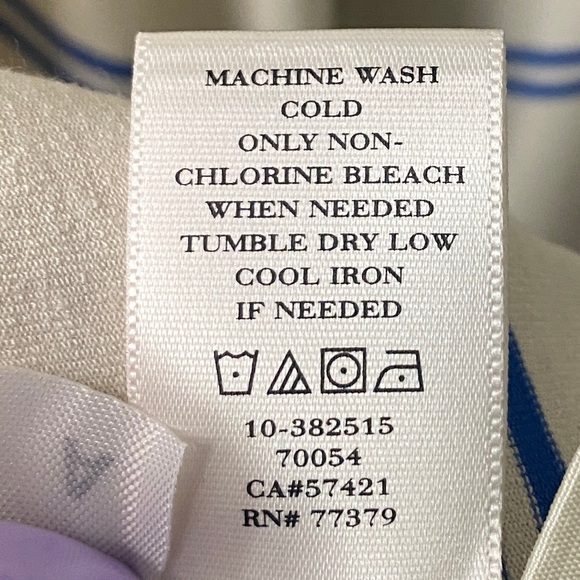 MACHINE WASH
COLD
ONLY NON-
CHLORINE BLEACH
WHEN NEEDED
TUMBLE DRY LOW
COOL IRON
IF NEEDED
10-382515
70054
CA#57421
RN# 77379